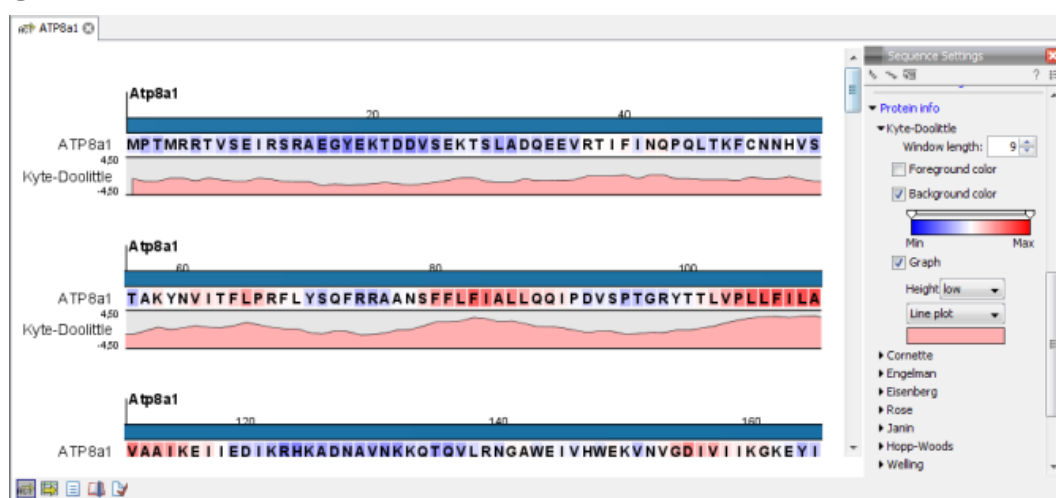 ATP8a1
Atp8a1
20 40
ATP8a1 MPTMRRTVSEIRSRAEGYEKTDDVSEKTSLADQEEVRTIFINQPQLTKFCNNHVS
4,50
Kyte-Doolittle
-4,50
Atp8a1
60 80 100
ATP8a1 TAKYNVITFLPRFLYSQFRRAANSFFLFIALLQQIPDVSPTGRYTTLVPLLFILA
4,50
Kyte-Doolittle
-4,50
Atp8a1
120 140 160
ATP8a1 VAAIKEIIEDIKRHKADNAVNKKQTQVLRNGAWEIVHWEKVNVGDIVIIKGKEYI
Sequence Settings
?
Protein info
Kyte-Doolittle
Window length: 9
Foreground color
Background color
Min Max
Graph
Height low
Line plot
Cornette
Engelman
Eisenberg
Rose
Janin
Hopp-Woods
Welling